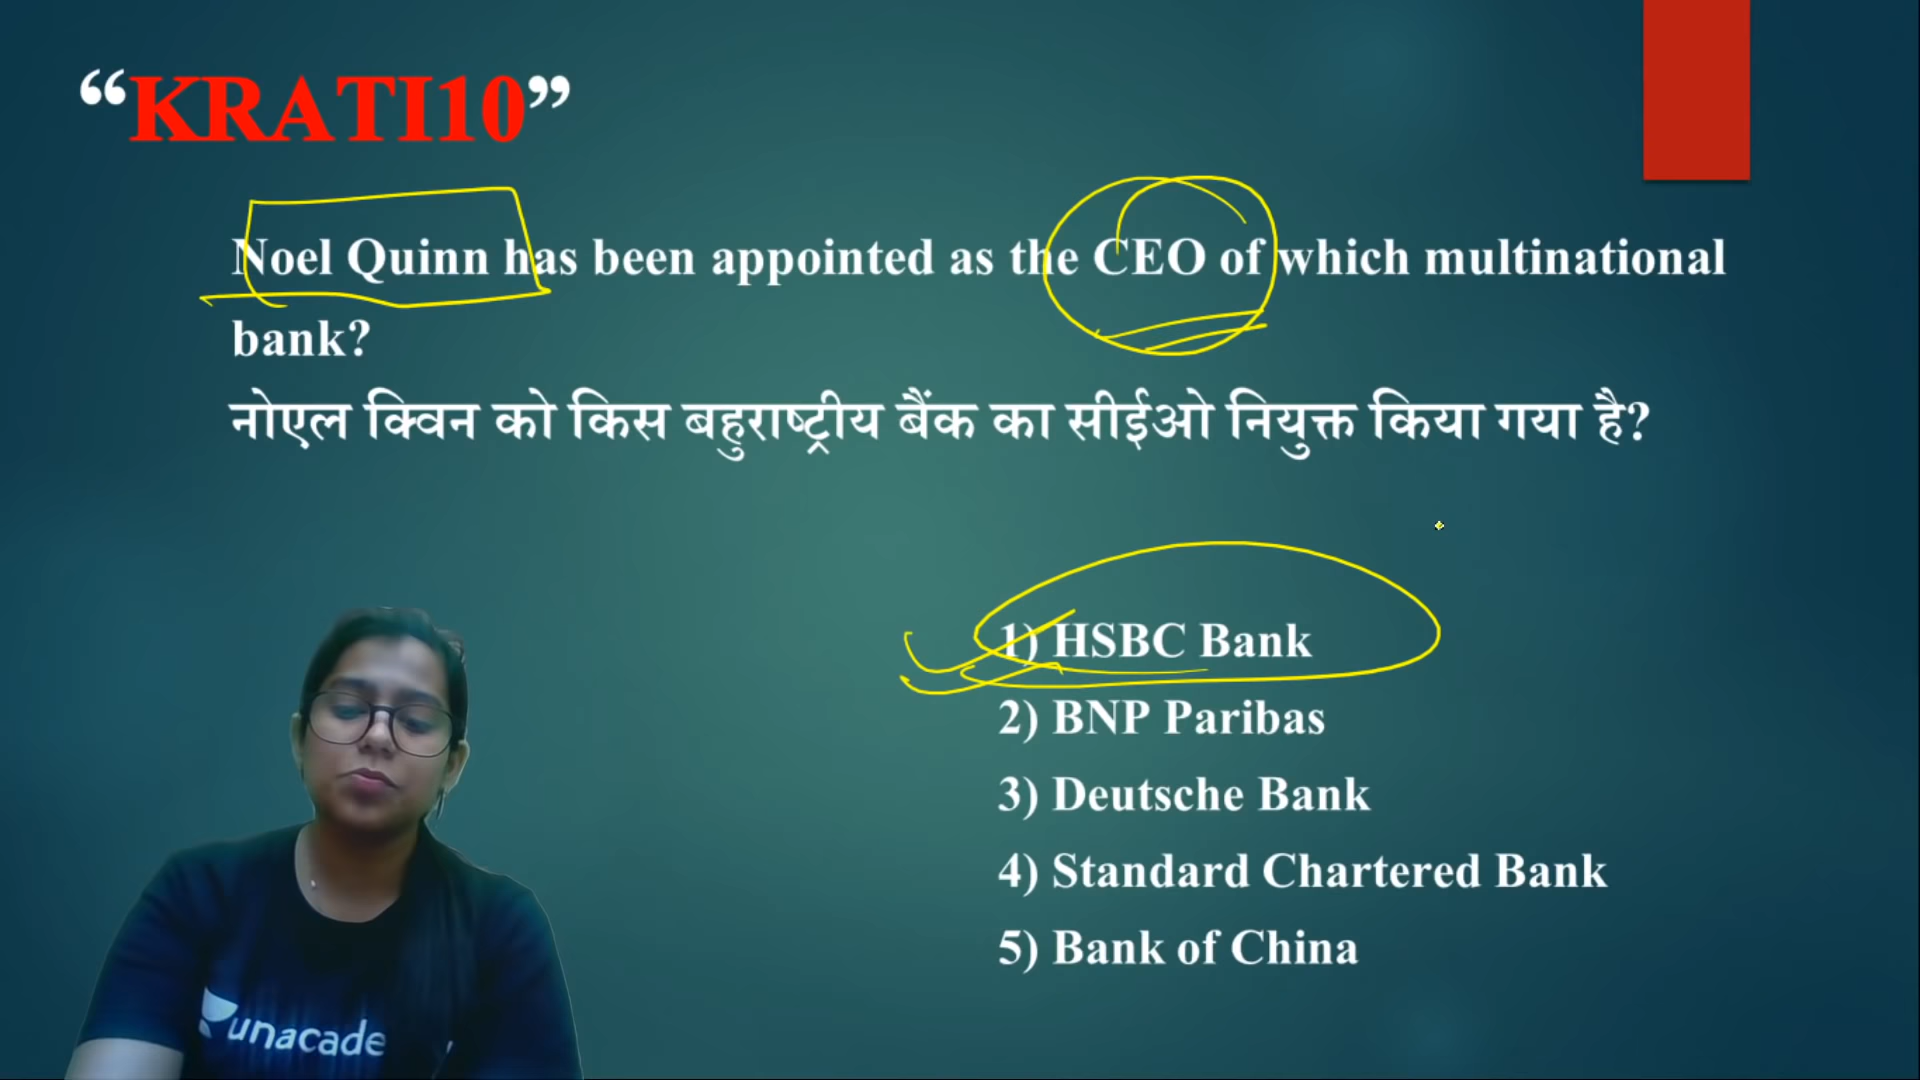 “KRATI10”
Noel Quinn has been appointed as the CEO of which multinational
bank?
नोएल क्विन को किस बहुराष्ट्रीय बैंक का सीईओ नियुक्त किया गया है?
1) HSBC Bank
2) BNP Paribas
3) Deutsche Bank
4) Standard Chartered Bank
5) Bank of China
unacade